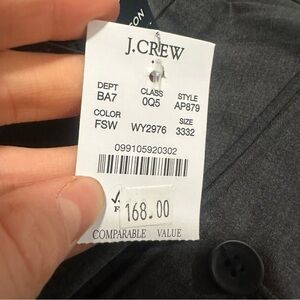 J.CREW
DEPT CLASS STYLE
BA7 0Q5 AP879
COLOR SIZE
FSW WY2976 3332
099105920302
168.00
COMPARABLE VALUE